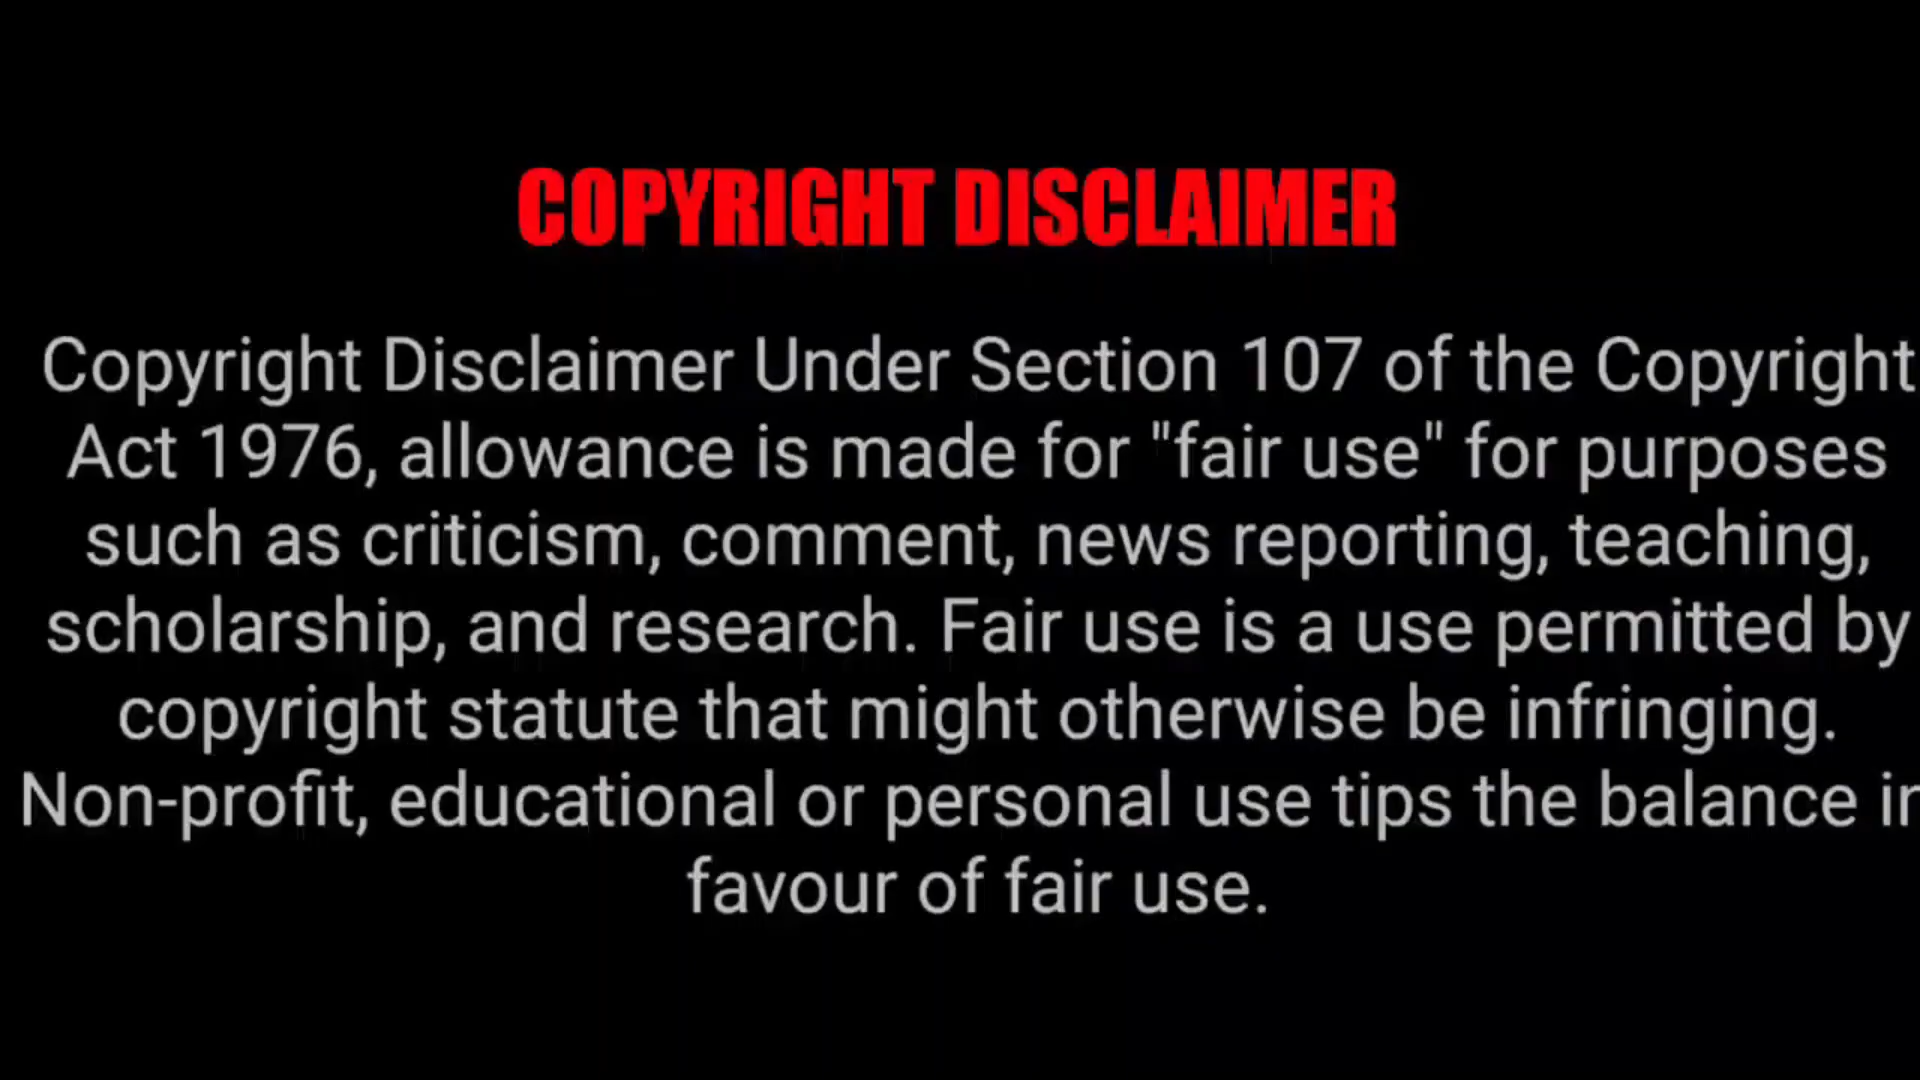 COPYRIGHT DISCLAIMER
Copyright Disclaimer Under Section 107 of the Copyright
Act 1976, allowance is made for "fair use" for purposes
such as criticism, comment, news reporting, teaching,
scholarship, and research. Fair use is a use permitted by
copyright statute that might otherwise be infringing.
Non-profit, educational or personal use tips the balance in
favour of fair use.